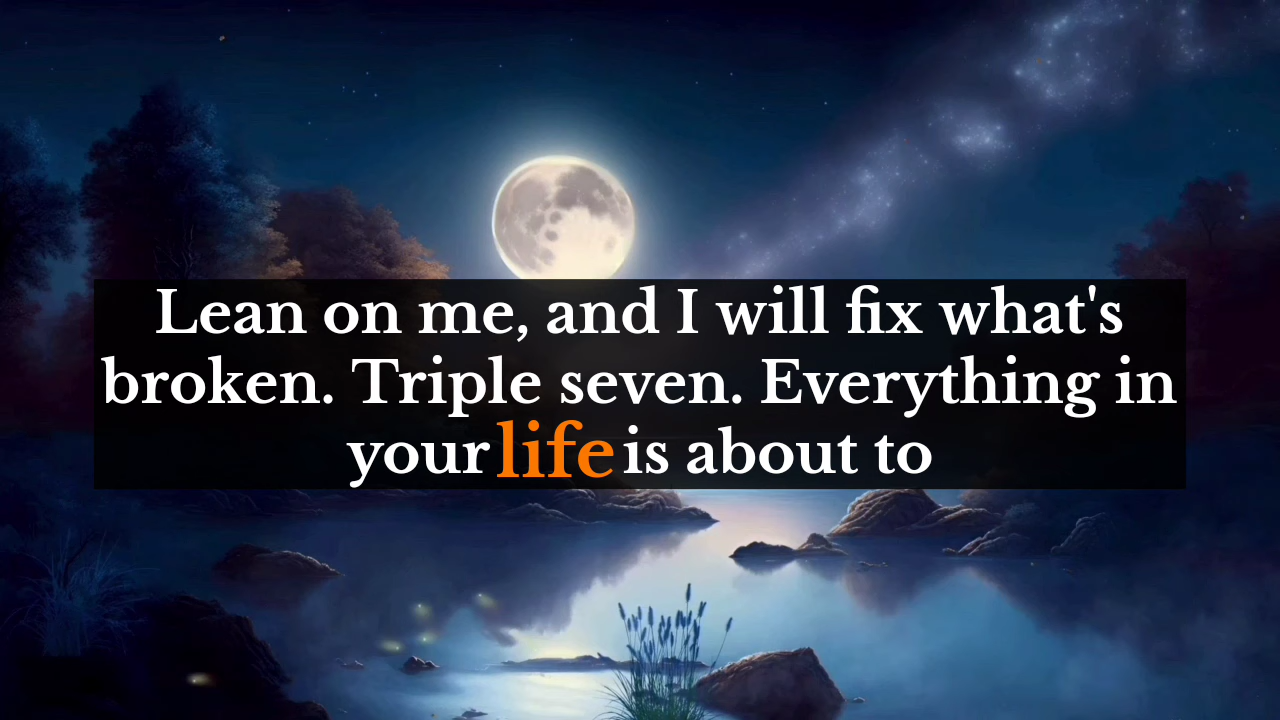 Lean on me, and I will fix what's
broken. Triple seven. Everything in
your life is about to